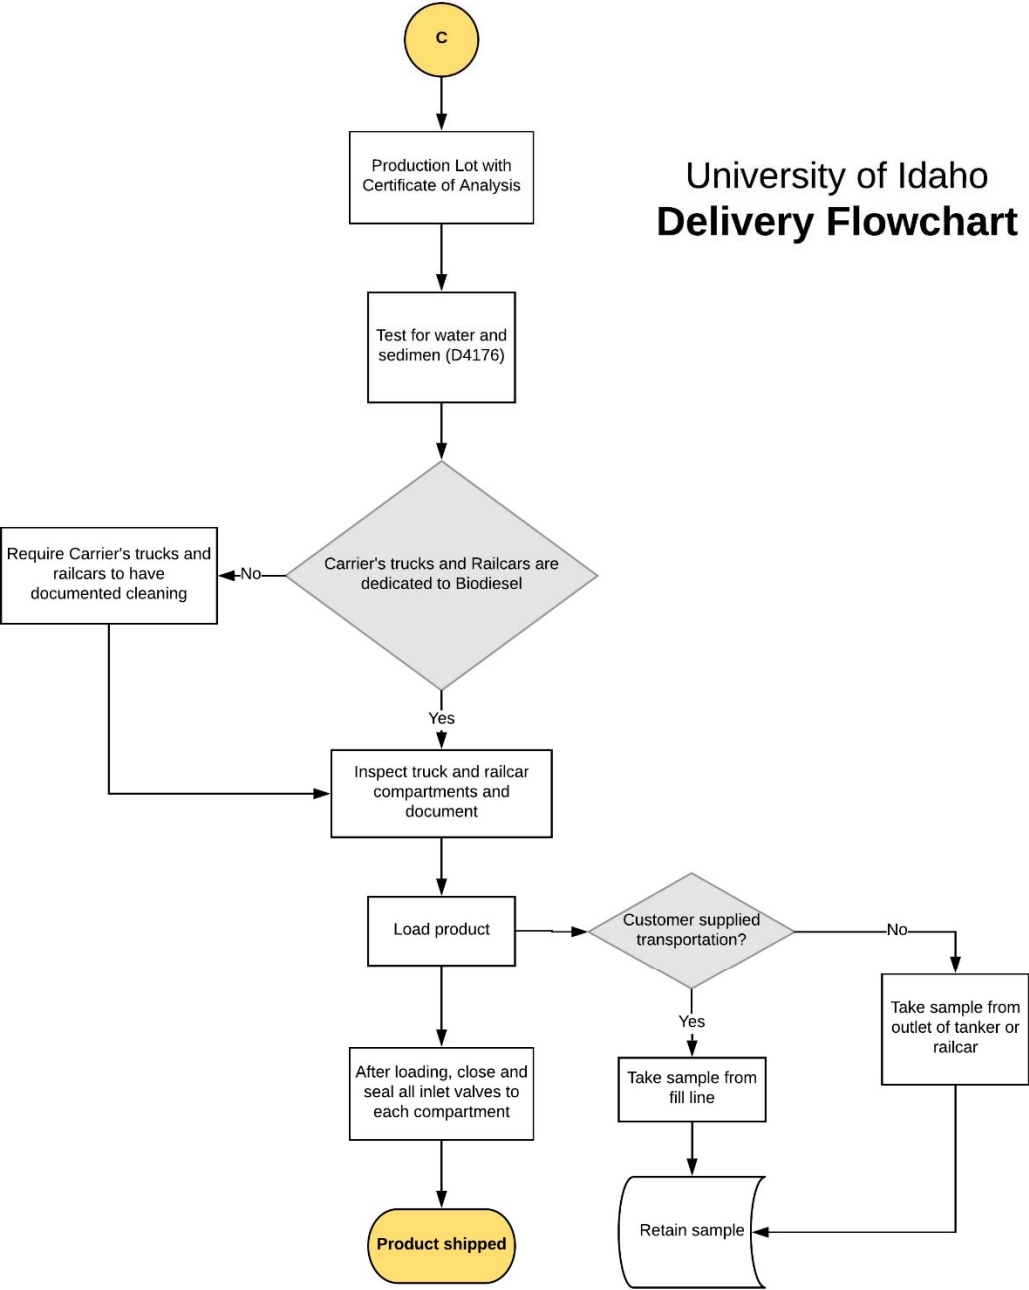 C
Production Lot with
Certificate of Analysis
University of Idaho
Delivery Flowchart
Test for water and
sedimen (D4176)
Carrier's trucks and Railcars are
dedicated to Biodiesel
No
Require Carrier's trucks and
railcars to have
documented cleaning
Yes
Inspect truck and railcar
compartments and
document
Load product
Customer supplied
transportation?
No
Take sample from
outlet of tanker or
railcar
Yes
Take sample from
fill line
After loading, close and
seal all inlet valves to
each compartment
Retain sample
Product shipped